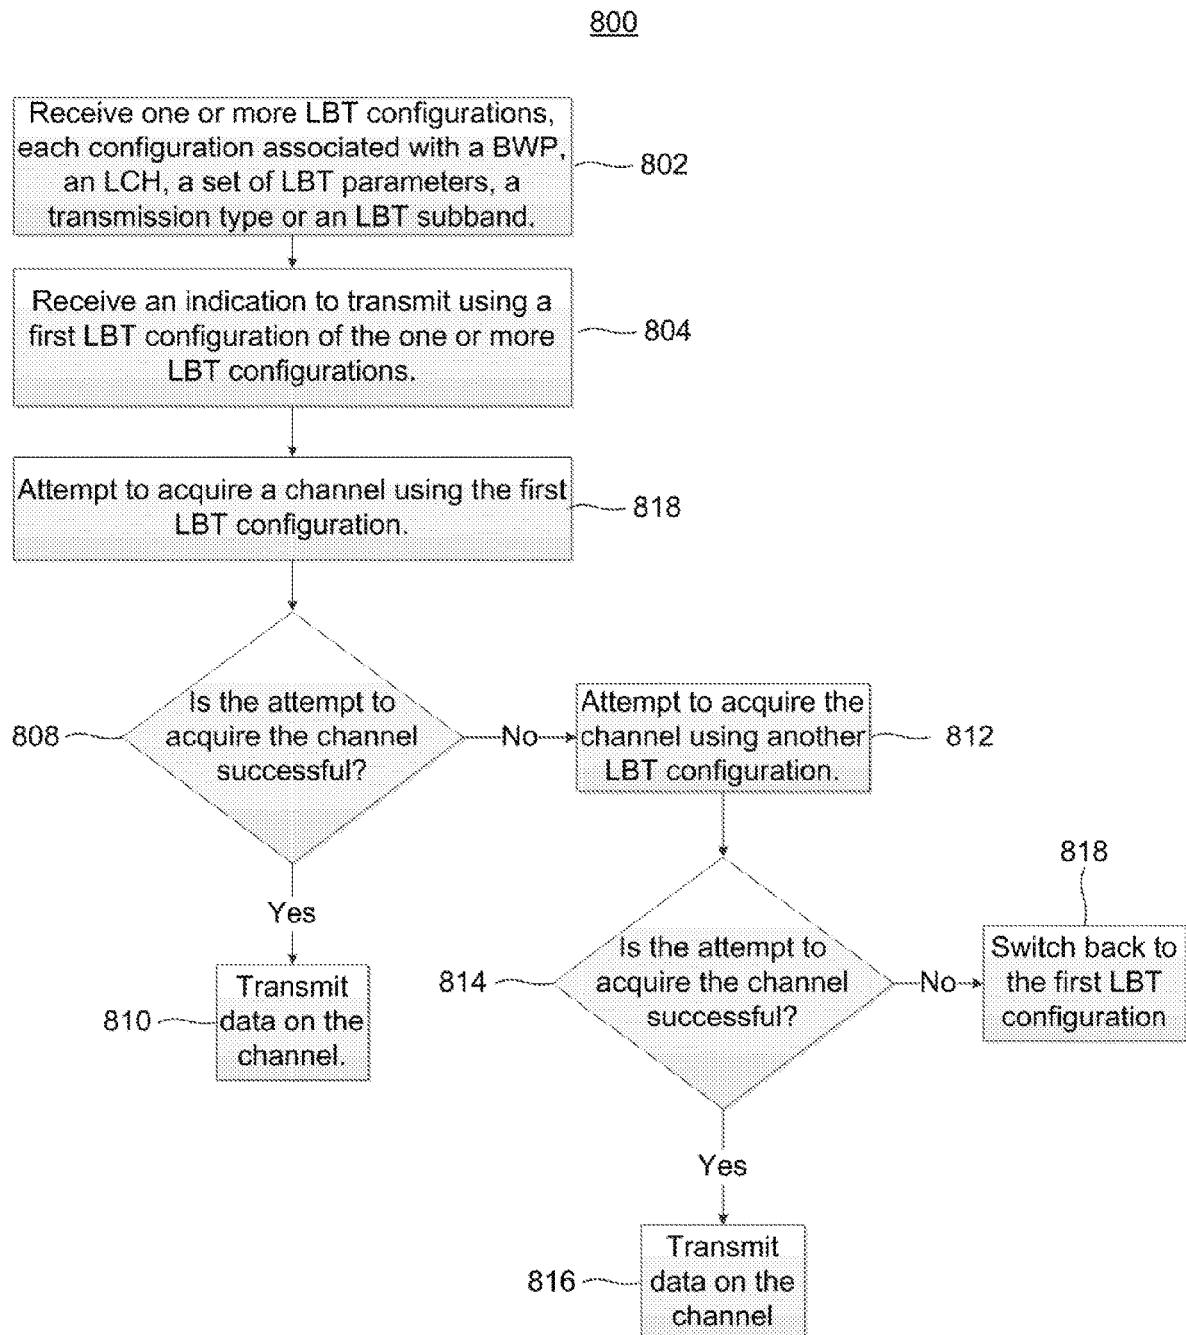 800
Receive one or more LBT configurations,
each configuration associated with a BWP,
an LCH, a set of LBT parameters, a
transmission type or an LBT subband.
802
Receive an indication to transmit using a
first LBT configuration of the one or more
LBT configurations.
804
Attempt to acquire a channel using the first
LBT configuration.
818
808
Is the attempt to
acquire the channel
successful?
No
Attempt to acquire the
channel using another
LBT configuration.
812
Yes
810
Transmit
data on the
channel.
814
Is the attempt to
acquire the channel
successful?
No
818
Switch back to
the first LBT
configuration
Yes
816
Transmit
data on the
channel